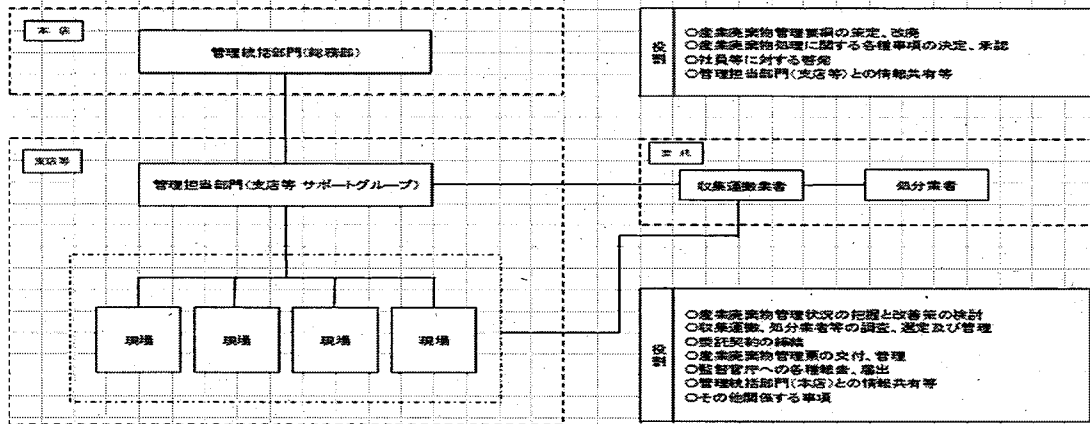 本 店
管理統括部門(総務部)
役割
○産業廃棄物管理要領の策定、改廃
○産業廃棄物処理に関する各種事項の決定、承認
○社員等に対する啓発
○管理担当部門(支店等)との情報共有等
支店等
管理担当部門(支店等 サポートグループ)
収集運搬業者
処分業者
現場
現場
現場
現場
役割
○産業廃棄物管理状況の把握と改善策の検討
○収集運搬、処分業者等の調査、選定及び管理
○委託契約の締結
○産業廃棄物管理票の交付、管理
○監督官庁への各種報告、届出
○管理統括部門(本店)との情報共有等
○その他関係する事項